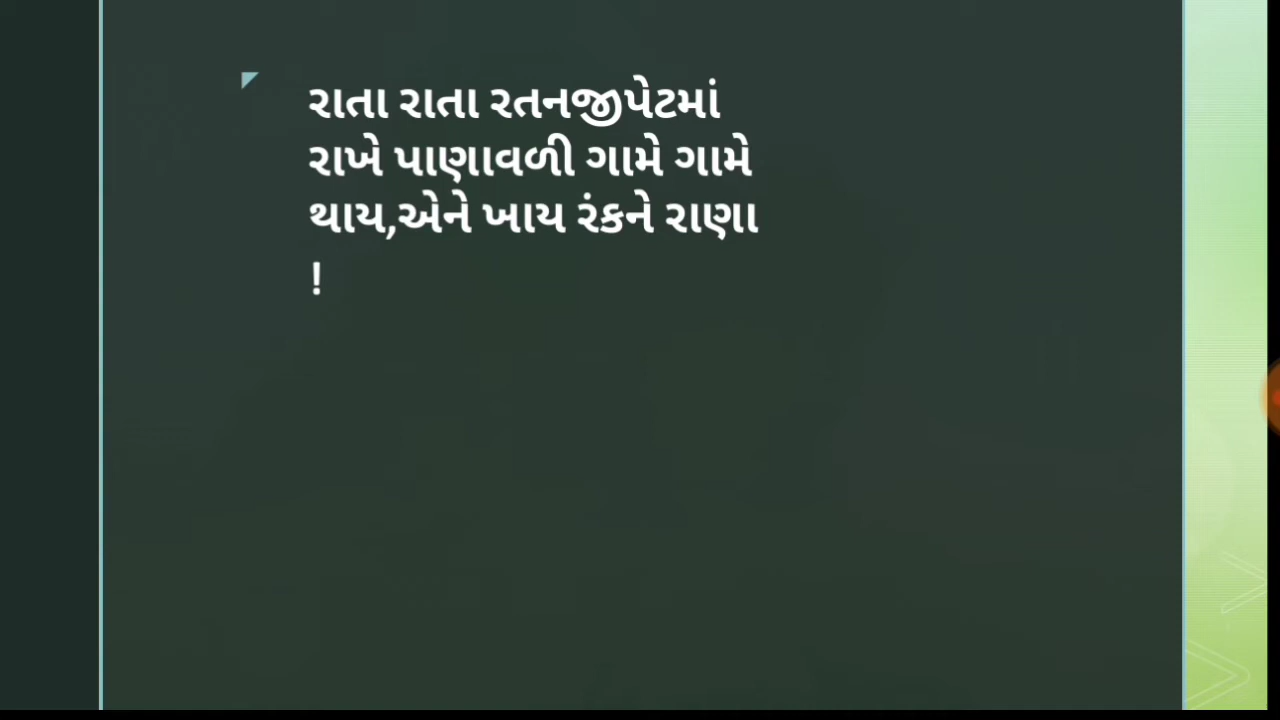 રાતા રાતા રતનજીપેટમાં
રાખે પાણાવળી ગામે ગામે
થાય,એને ખાય રંકને રાણા
!